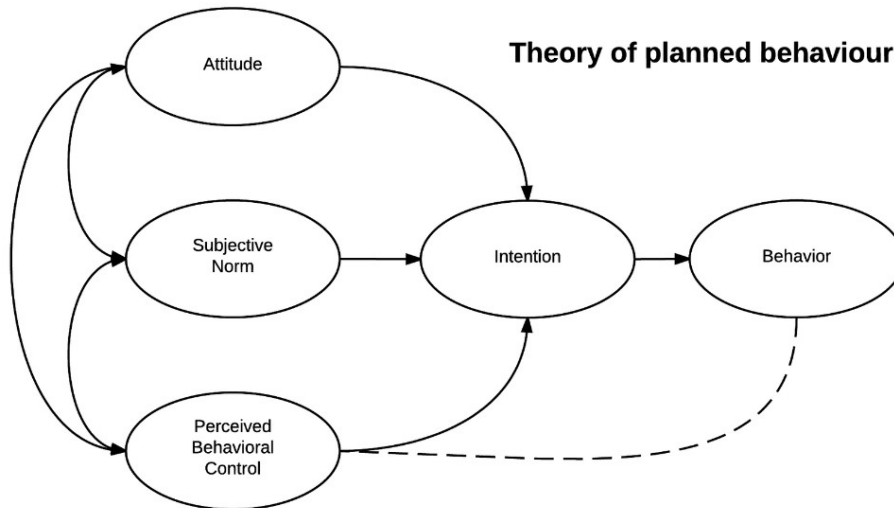 Theory of planned behaviour
Attitude
Subjective
Norm
Intention
Behavior
Perceived
Behavioral
Control